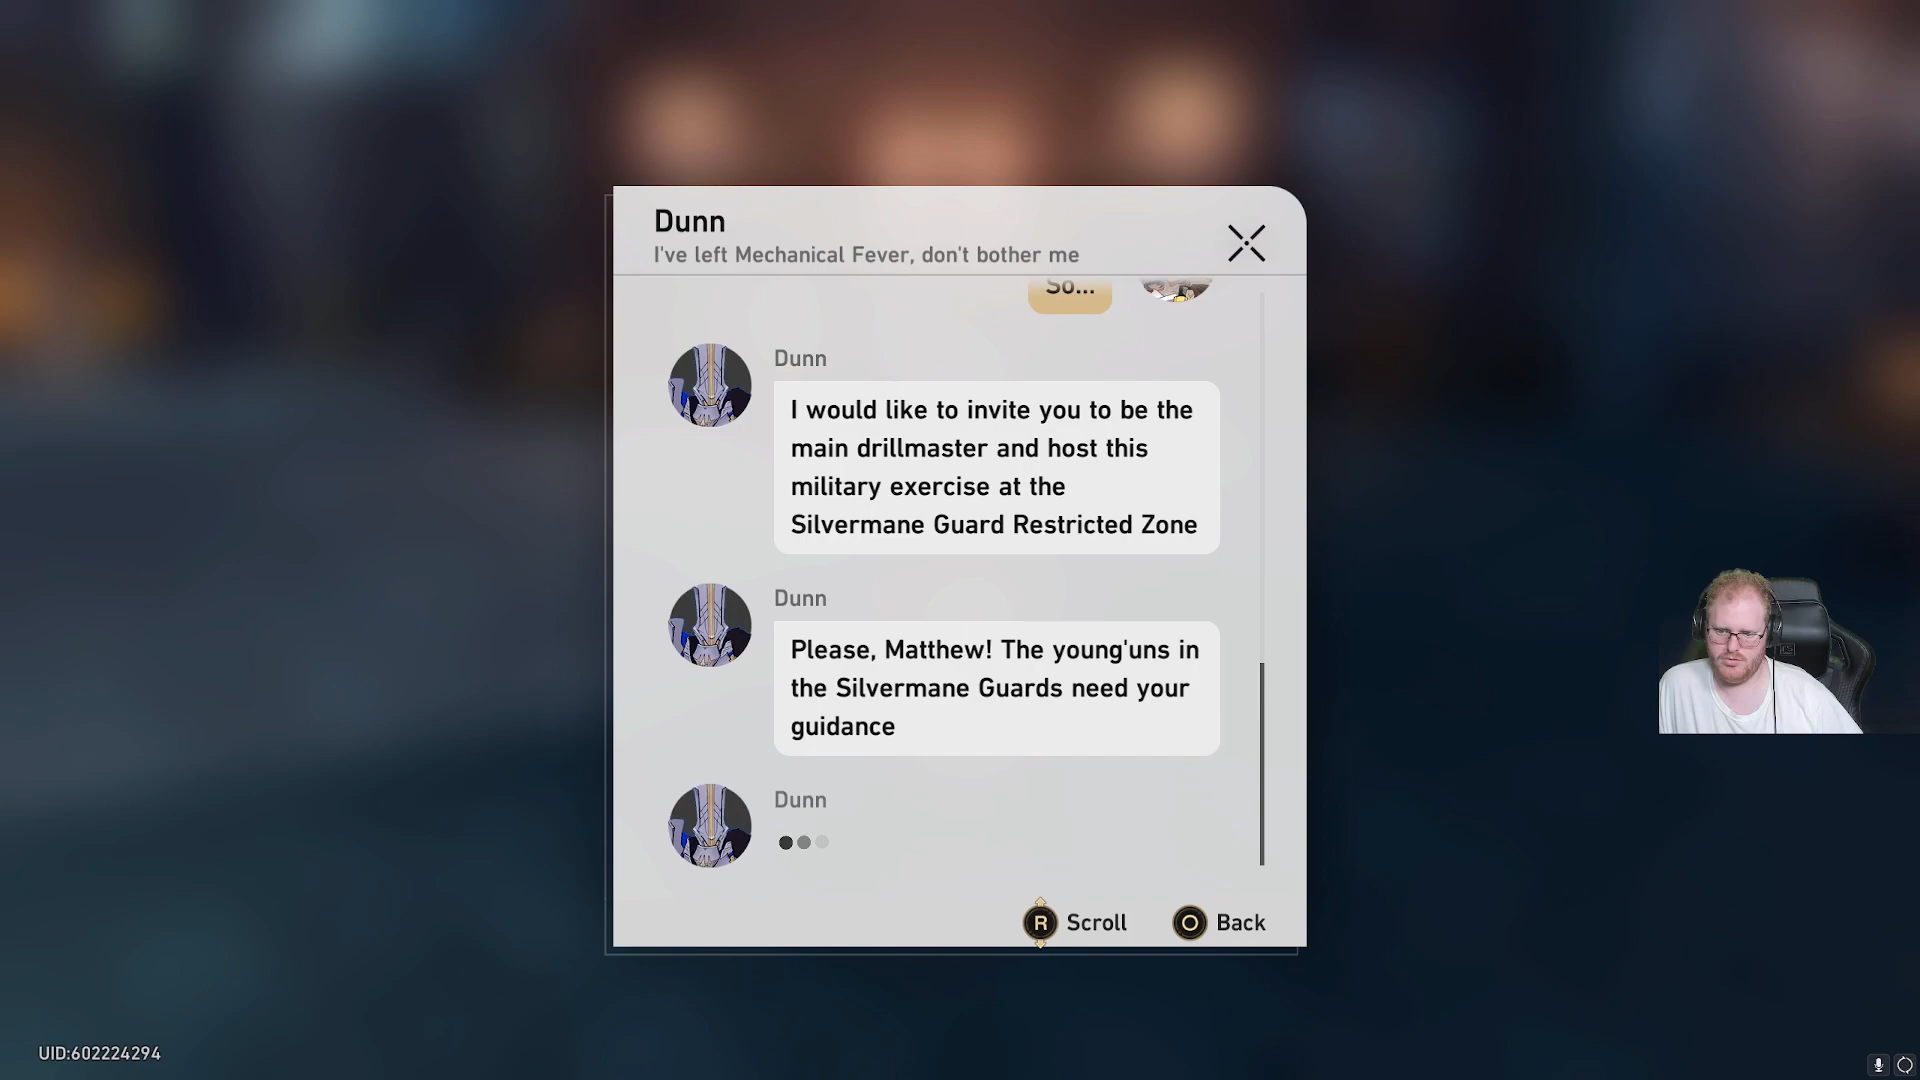 Dunn
I've left Mechanical Fever, don't bother me
So...
Dunn
I would like to invite you to be the
main drillmaster and host this
military exercise at the
Silvermane Guard Restricted Zone
Dunn
Please, Matthew! The young'uns in
the Silvermane Guards need your
guidance
Dunn
R Scroll
Back
UID:602224294